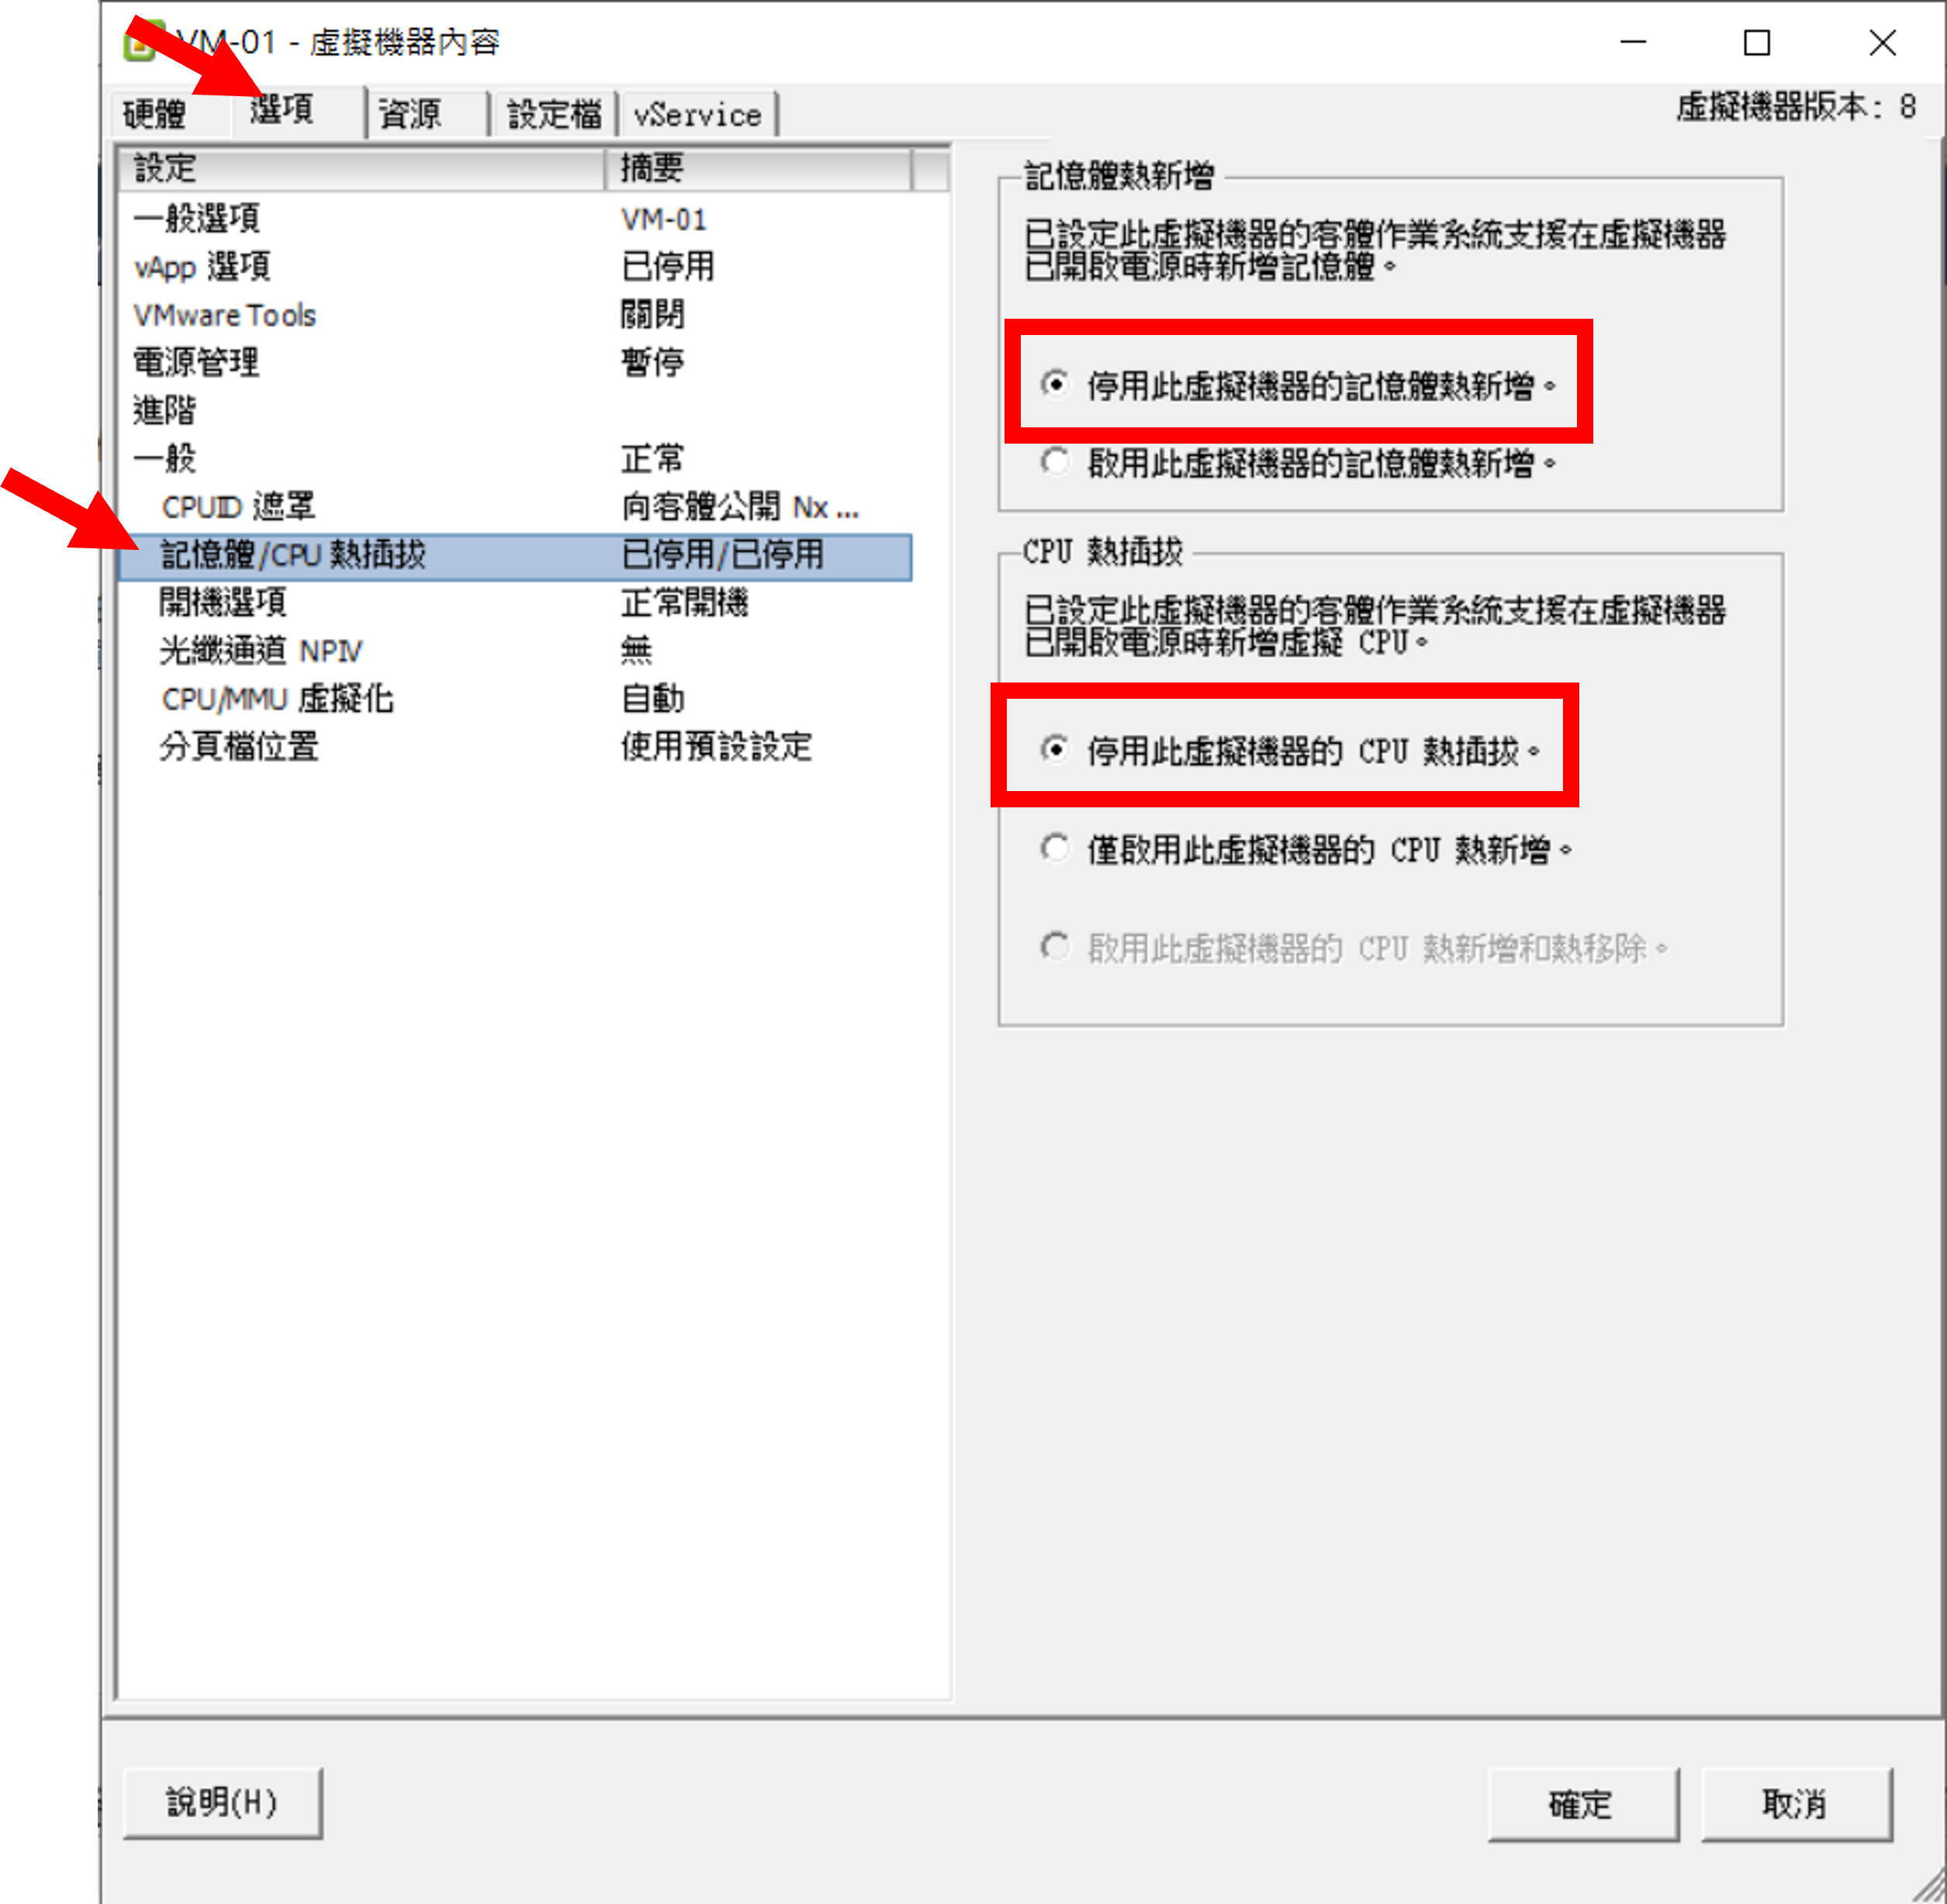 VM-01 - 虛擬機器內容
硬體 選項 資源 設定檔 vService 虛擬機器版本: 8
設定 摘要
一般選項 VM-01
vApp 選項 已停用
VMware Tools 關閉
電源管理 暫停
進階
一般 正常
CPUID 遮罩 向客體公開 Nx ...
記憶體/CPU 熱插拔 已停用/已停用
開機選項 正常開機
光纖通道 NPIV 無
CPU/MMU 虛擬化 自動
分頁檔位置 使用預設設定
記憶體熱新增
已設定此虛擬機器的客體作業系統支援在虛擬機器
已開啟電源時新增記憶體。
停用此虛擬機器的記憶體熱新增。
啟用此虛擬機器的記憶體熱新增。
CPU 熱插拔
已設定此虛擬機器的客體作業系統支援在虛擬機器
已開啟電源時新增虛擬 CPU。
停用此虛擬機器的 CPU 熱插拔。
僅啟用此虛擬機器的 CPU 熱新增。
啟用此虛擬機器的 CPU 熱新增和熱移除。
說明(H) 確定 取消